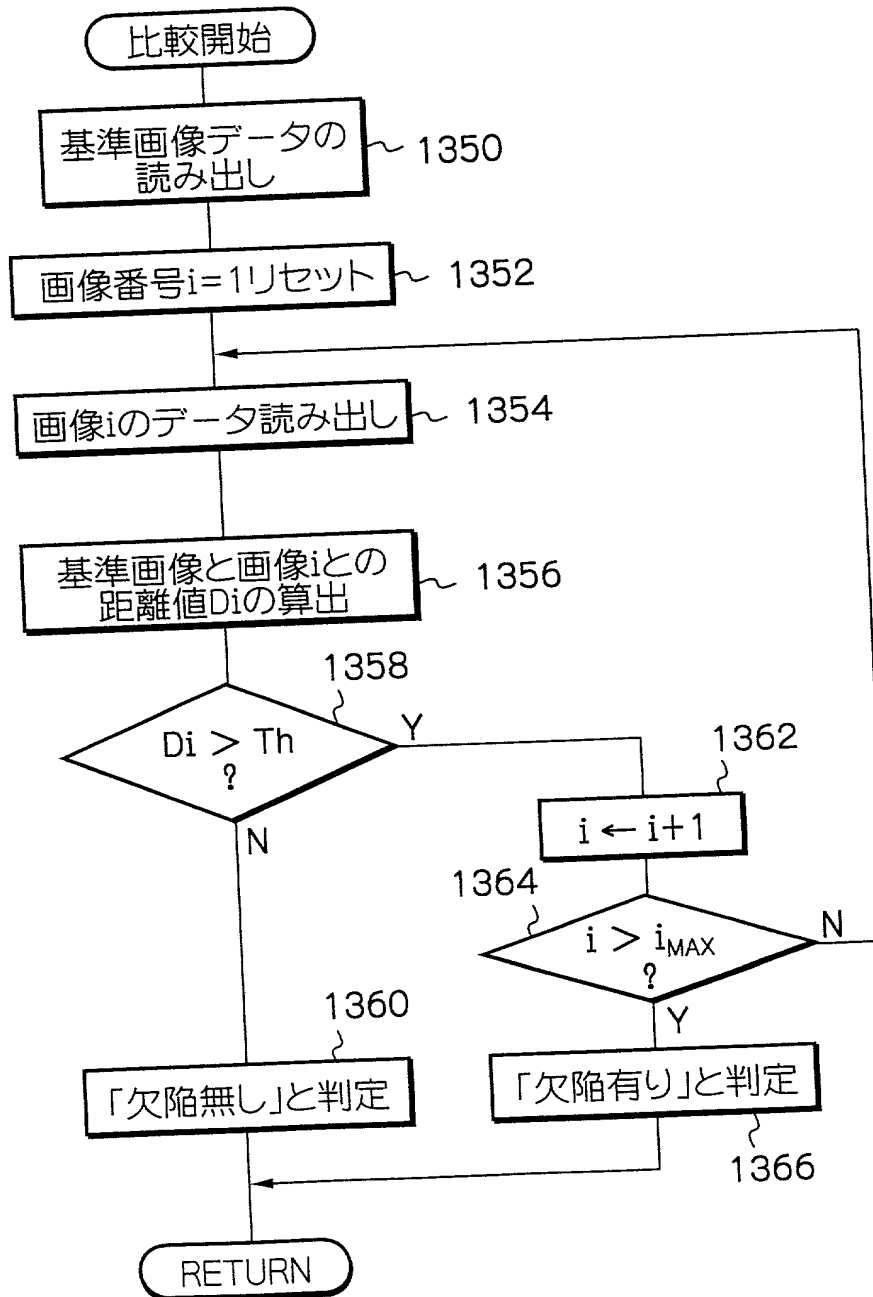 比較開始
基準画像データの
読み出し
1350
画像番号i=1リセット
1352
画像iのデータ読み出し
1354
基準画像と画像iとの
距離値Diの算出
1356
1358
Di > Th
?
Y
N
1362
i ← i+1
1364
i > iMAX
?
N
Y
1360
「欠陥無し」と判定
「欠陥有り」と判定
1366
RETURN